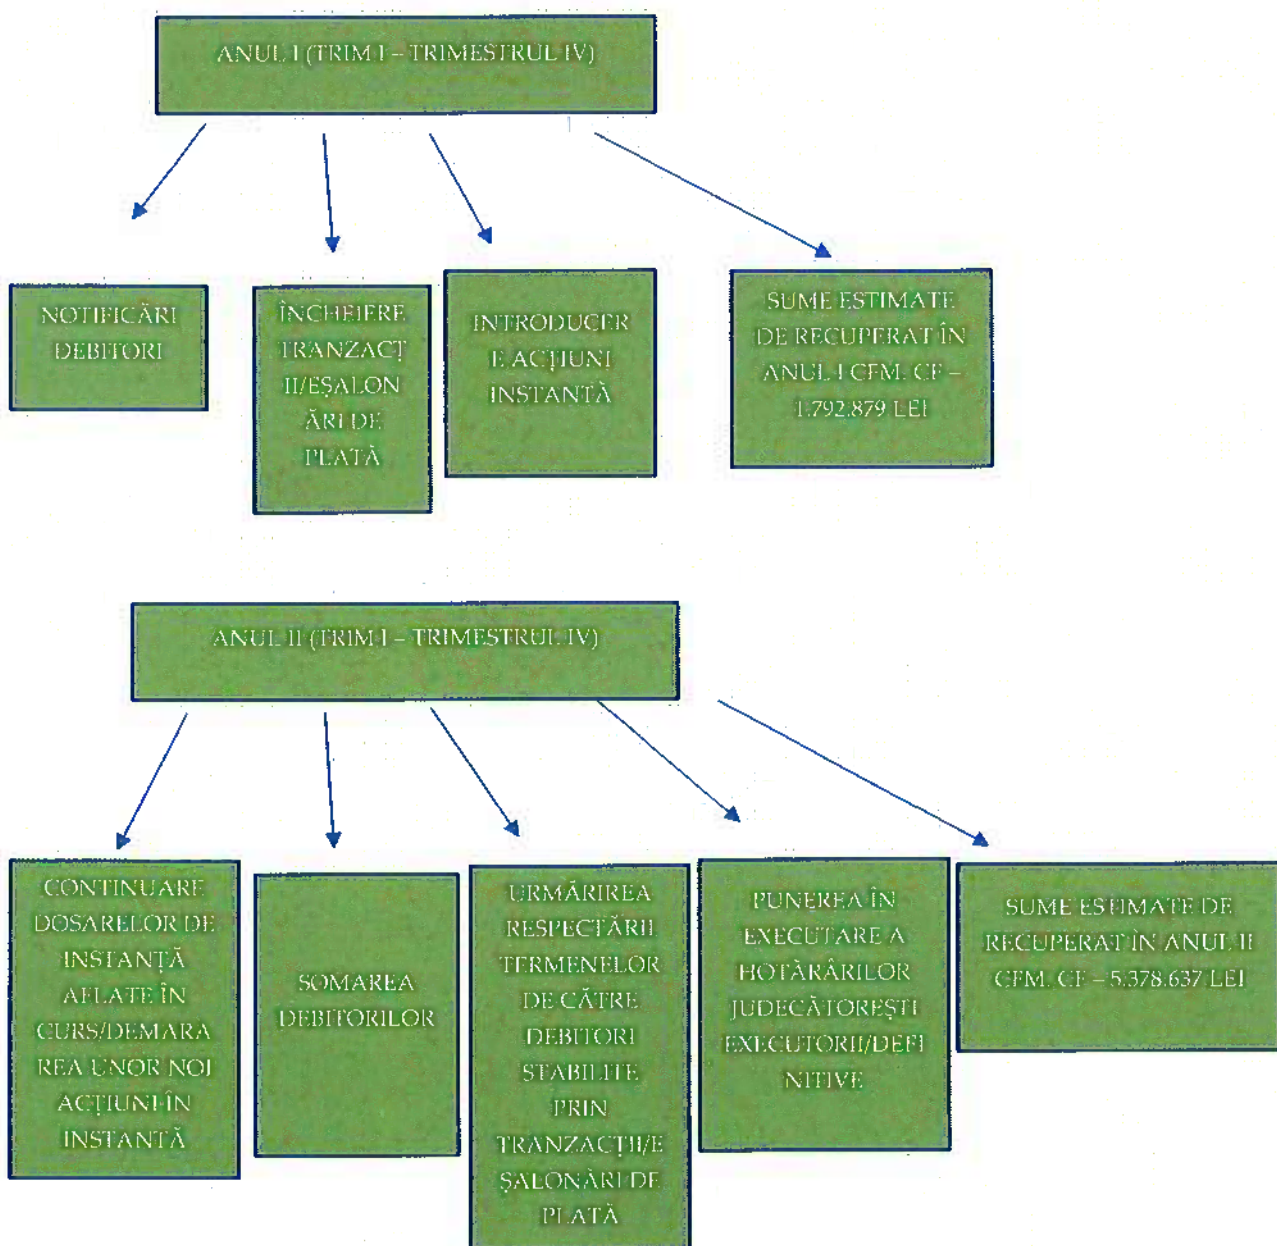 ANUL I (TRIM I – TRIMESTRUL IV)
NOTIFICĂRI
DEBITORI
ÎNCHEIERE
TRANZACȚ
II/EȘALON
ĂRI DE
PLATĂ
INTRODUCER
E ACȚIUNI
INSTANTĂ
SUME ESTIMATE
DE RECUPERAT ÎN
ANUL I CFM. CF –
1.792.879 LEI
ANUL II (TRIM I – TRIMESTRUL IV)
CONTINUARE
DOSARELOR DE
INSTANȚĂ
AFLATE ÎN
CURS/DEMARA
REA UNOR NOI
ACȚIUNI ÎN
INSTANTĂ
SOMAREA
DEBITORILOR
URMĂRIREA
RESPECTĂRII
TERMENELOR
DE CĂTRE
DEBITORI
STABILITE
PRIN
TRANZACȚII/E
ȘALONĂRI DE
PLATĂ
PUNEREA ÎN
EXECUTARE A
HOTĂRÂRILOR
JUDECĂTOREȘTI
EXECUTORII/DEFI
NITIVE
SUME ESTIMATE DE
RECUPERAT ÎN ANUL II
CFM. CF – 5.378.637 LEI